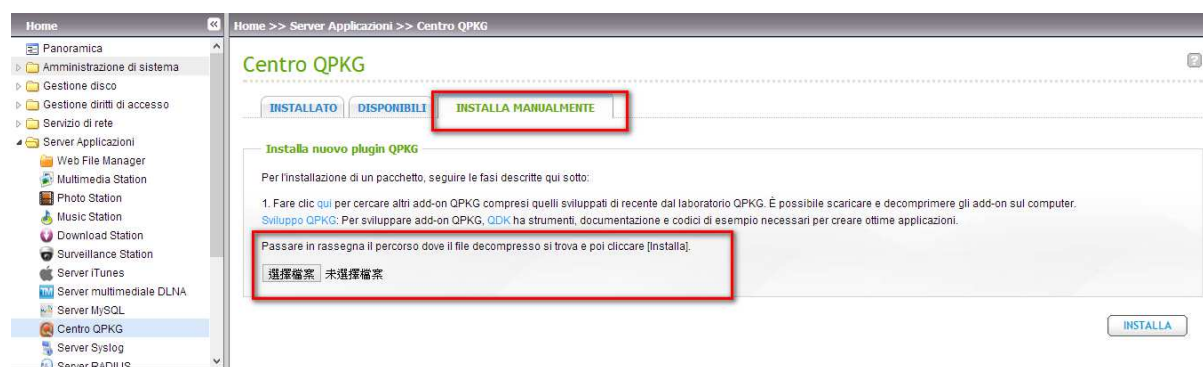 Home
Home >> Server Applicazioni >> Centro QPKG
Panoramica
Amministrazione di sistema
Gestione disco
Gestione diritti di accesso
Servizio di rete
Server Applicazioni
Web File Manager
Multimedia Station
Photo Station
Music Station
Download Station
Surveillance Station
Server iTunes
Server multimediale DLNA
Server MySQL
Centro QPKG
Server Syslog
Server RADIUS
Centro QPKG
INSTALLATO
DISPONIBILI
INSTALLA MANUALMENTE
Installa nuovo plugin QPKG
Per l'installazione di un pacchetto, seguire le fasi descritte qui sotto:
1. Fare clic qui per cercare altri add-on QPKG compresi quelli sviluppati di recente dal laboratorio QPKG. È possibile scaricare e decomprimere gli add-on sul computer.
Sviluppo QPKG: Per sviluppare add-on QPKG, QDK ha strumenti, documentazione e codici di esempio necessari per creare ottime applicazioni.
Passare in rassegna il percorso dove il file decompresso si trova e poi cliccare [Installa].
選擇檔案 未選擇檔案
INSTALLA